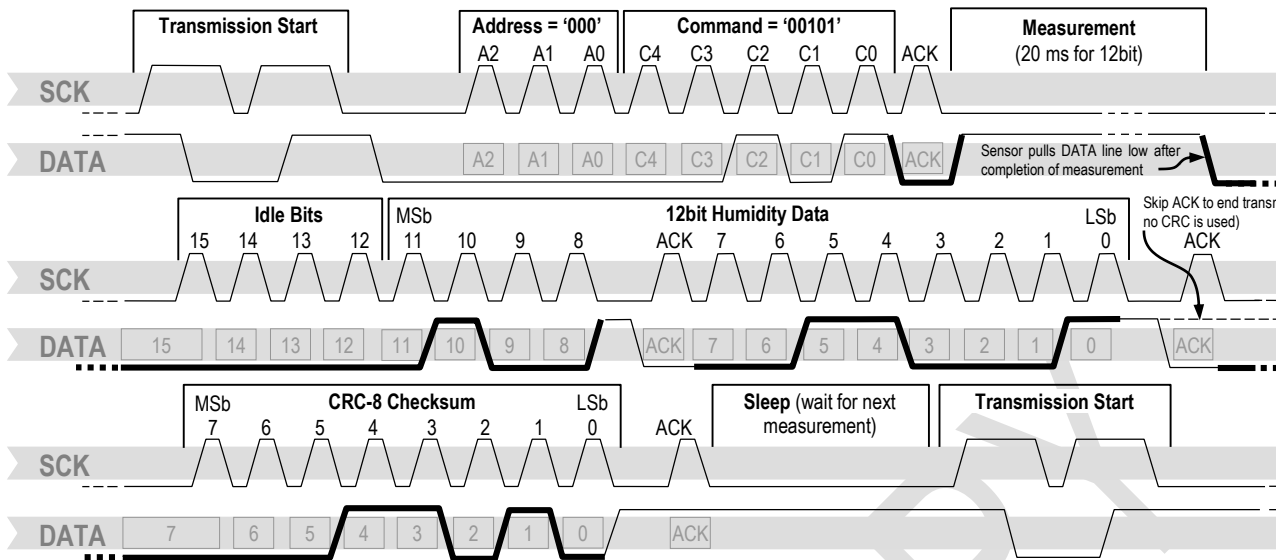 Transmission Start Address = ‘000’ Command = ‘00101’ Measurement
(20 ms for 12bit)
A2 A1 A0 C4 C3 C2 C1 C0 ACK
SCK
DATA A2 A1 A0 C4 C3 C2 C1 C0 ACK
Sensor pulls DATA line low after
completion of measurement
Skip ACK to end transm
no CRC is used)
Idle Bits MSb 12bit Humidity Data LSb
15 14 13 12 11 10 9 8 ACK 7 6 5 4 3 2 1 0 ACK
SCK
DATA 15 14 13 12 11 10 9 8 ACK 7 6 5 4 3 2 1 0 ACK
MSb CRC-8 Checksum LSb Sleep (wait for next
measurement) Transmission Start
7 6 5 4 3 2 1 0 ACK
SCK
DATA 7 6 5 4 3 2 1 0 ACK